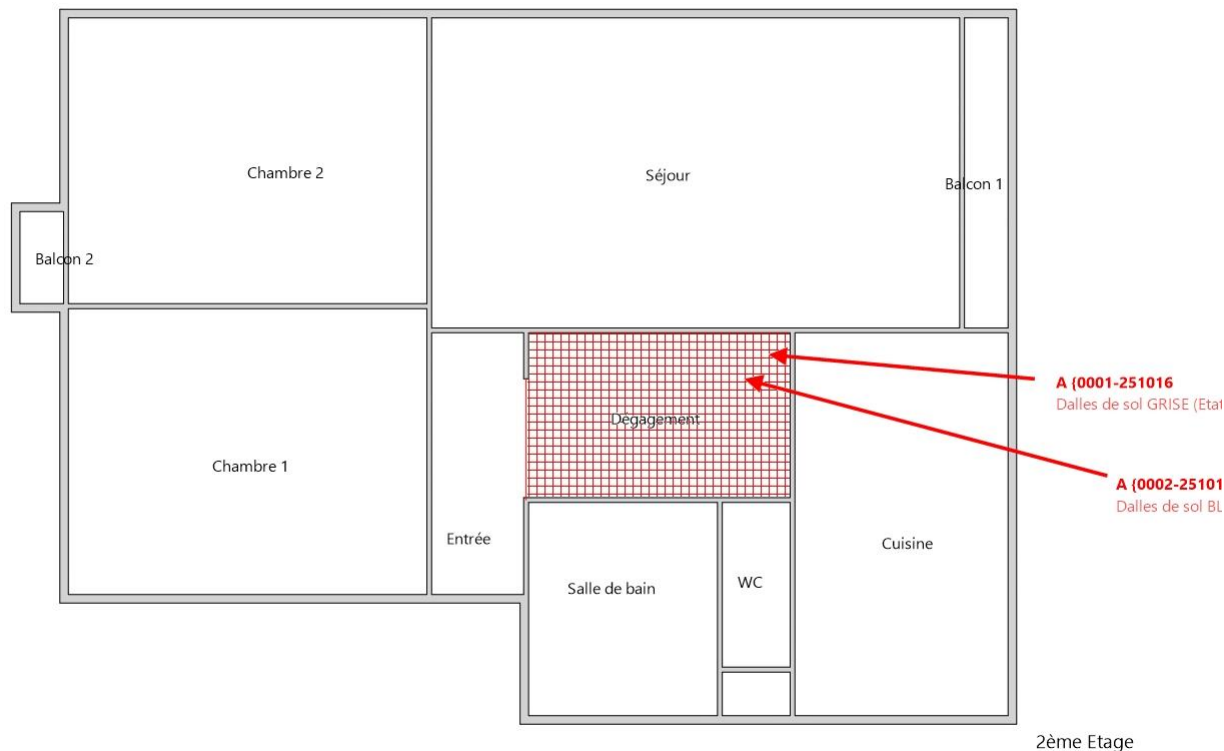 Chambre 2
Séjour
Balcon 1
Balcon 2
A (0001-251016
Dalles de sol GRISE (Etat
Dégagement
Chambre 1
A (0002-25101
Dalles de sol BL
Entrée
Cuisine
WC
Salle de bain
2ème Etage